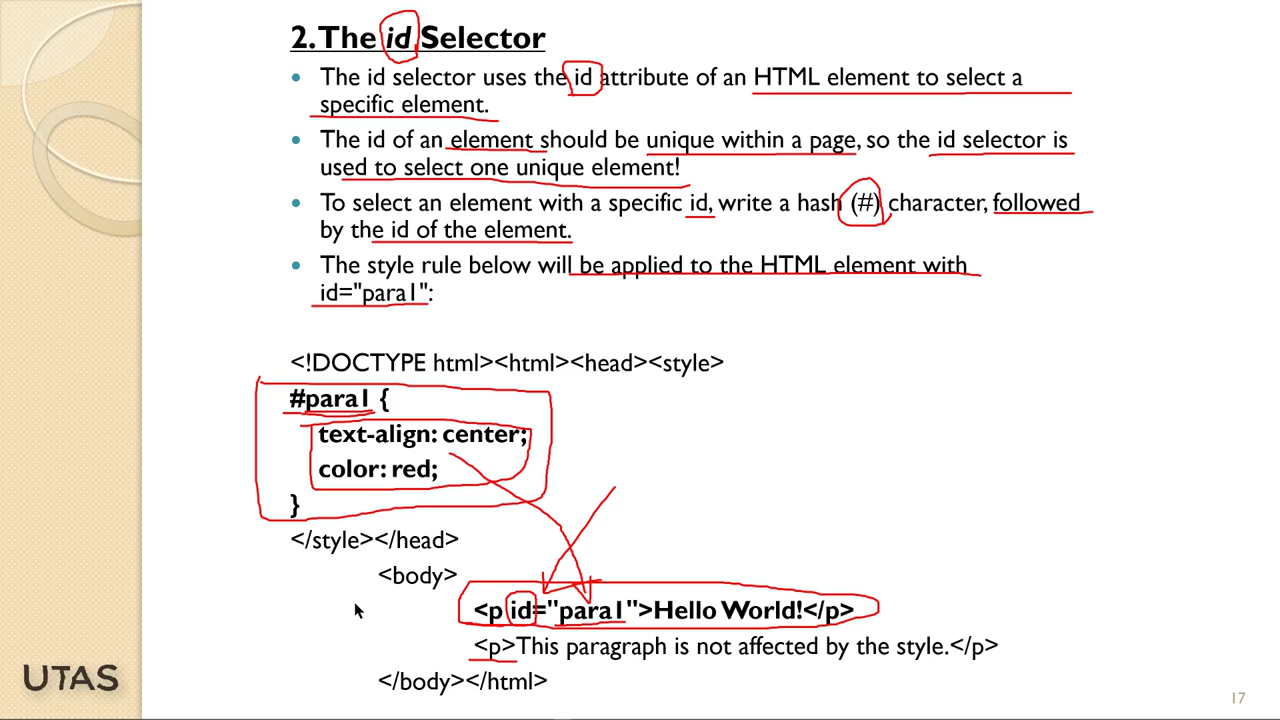 2. The id Selector
• The id selector uses the id attribute of an HTML element to select a
specific element.
• The id of an element should be unique within a page, so the id selector is
used to select one unique element!
• To select an element with a specific id, write a hash (#) character, followed
by the id of the element.
• The style rule below will be applied to the HTML element with
id="para1":
<!DOCTYPE html><html><head><style>
#para1 {
text-align: center;
color: red;
}
</style></head>
<body>
<p id="para1">Hello World!</p>
<p>This paragraph is not affected by the style.</p>
</body></html>
UTAS
17